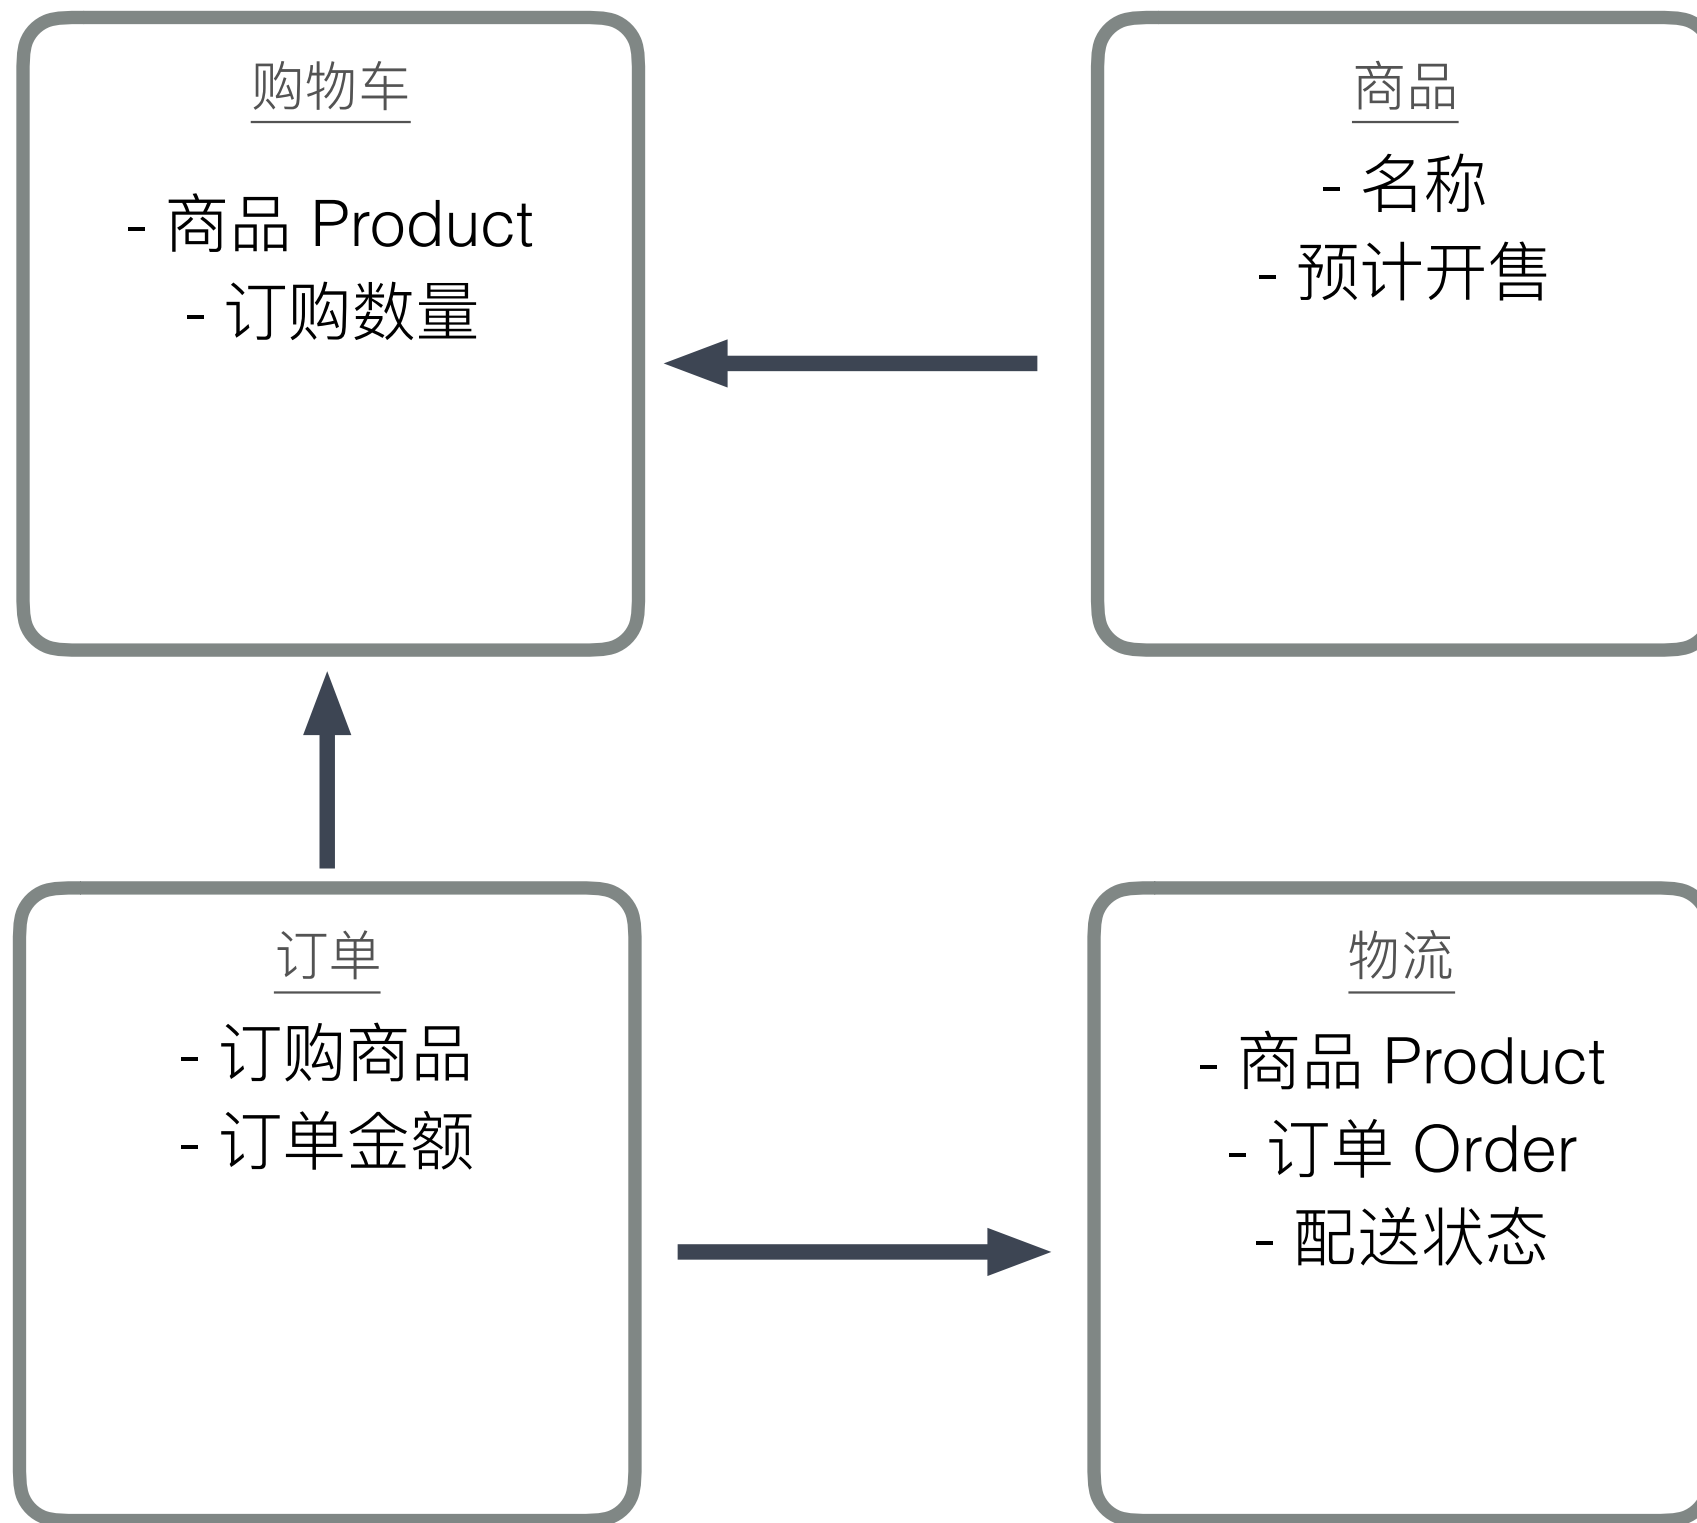 购物车
- 商品 Product
- 订购数量
商品
- 名称
- 预计开售
订单
- 订购商品
- 订单金额
物流
- 商品 Product
- 订单 Order
- 配送状态